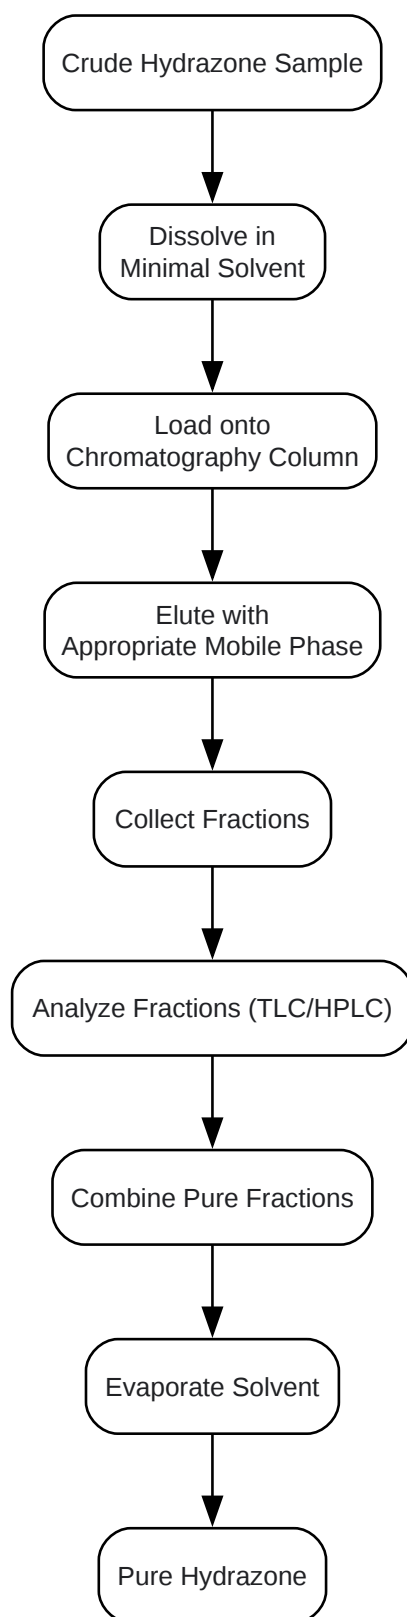 Crude Hydrazone Sample
Dissolve in
Minimal Solvent
Load onto
Chromatography Column
Elute with
Appropriate Mobile Phase
Collect Fractions
Analyze Fractions (TLC/HPLC)
Combine Pure Fractions
Evaporate Solvent
Pure Hydrazone